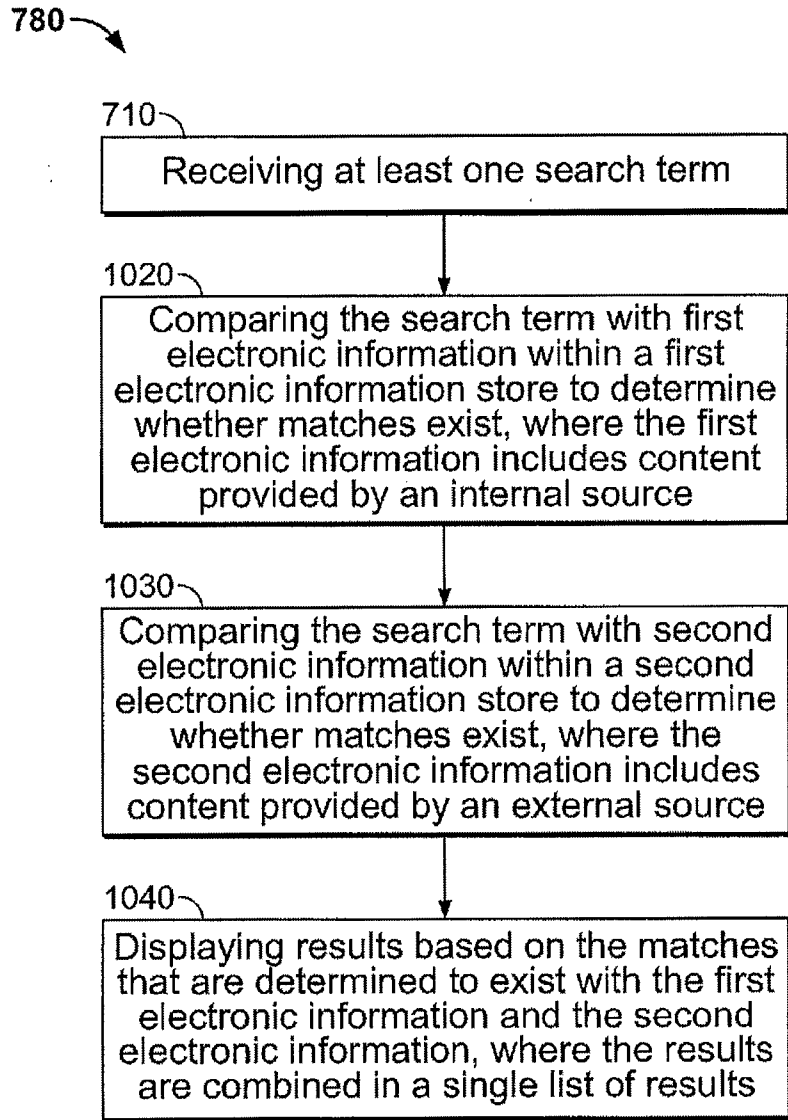 780
710
Receiving at least one search term
1020
Comparing the search term with first
electronic information within a first
electronic information store to determine
whether matches exist, where the first
electronic information includes content
provided by an internal source
1030
Comparing the search term with second
electronic information within a second
electronic information store to determine
whether matches exist, where the
second electronic information includes
content provided by an external source
1040
Displaying results based on the matches
that are determined to exist with the first
electronic information and the second
electronic information, where the results
are combined in a single list of results